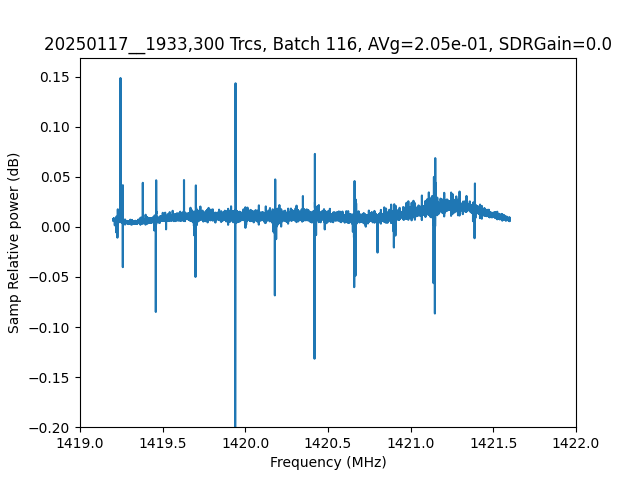 20250117__1933,300 Trcs, Batch 116, AVg=2.05e-01, SDRGain=0.0
0.15
0.10
0.05
0.00
−0.05
−0.10
−0.15
−0.20
Samp Relative power (dB)
1419.0 1419.5 1420.0 1420.5 1421.0 1421.5 1422.0
Frequency (MHz)